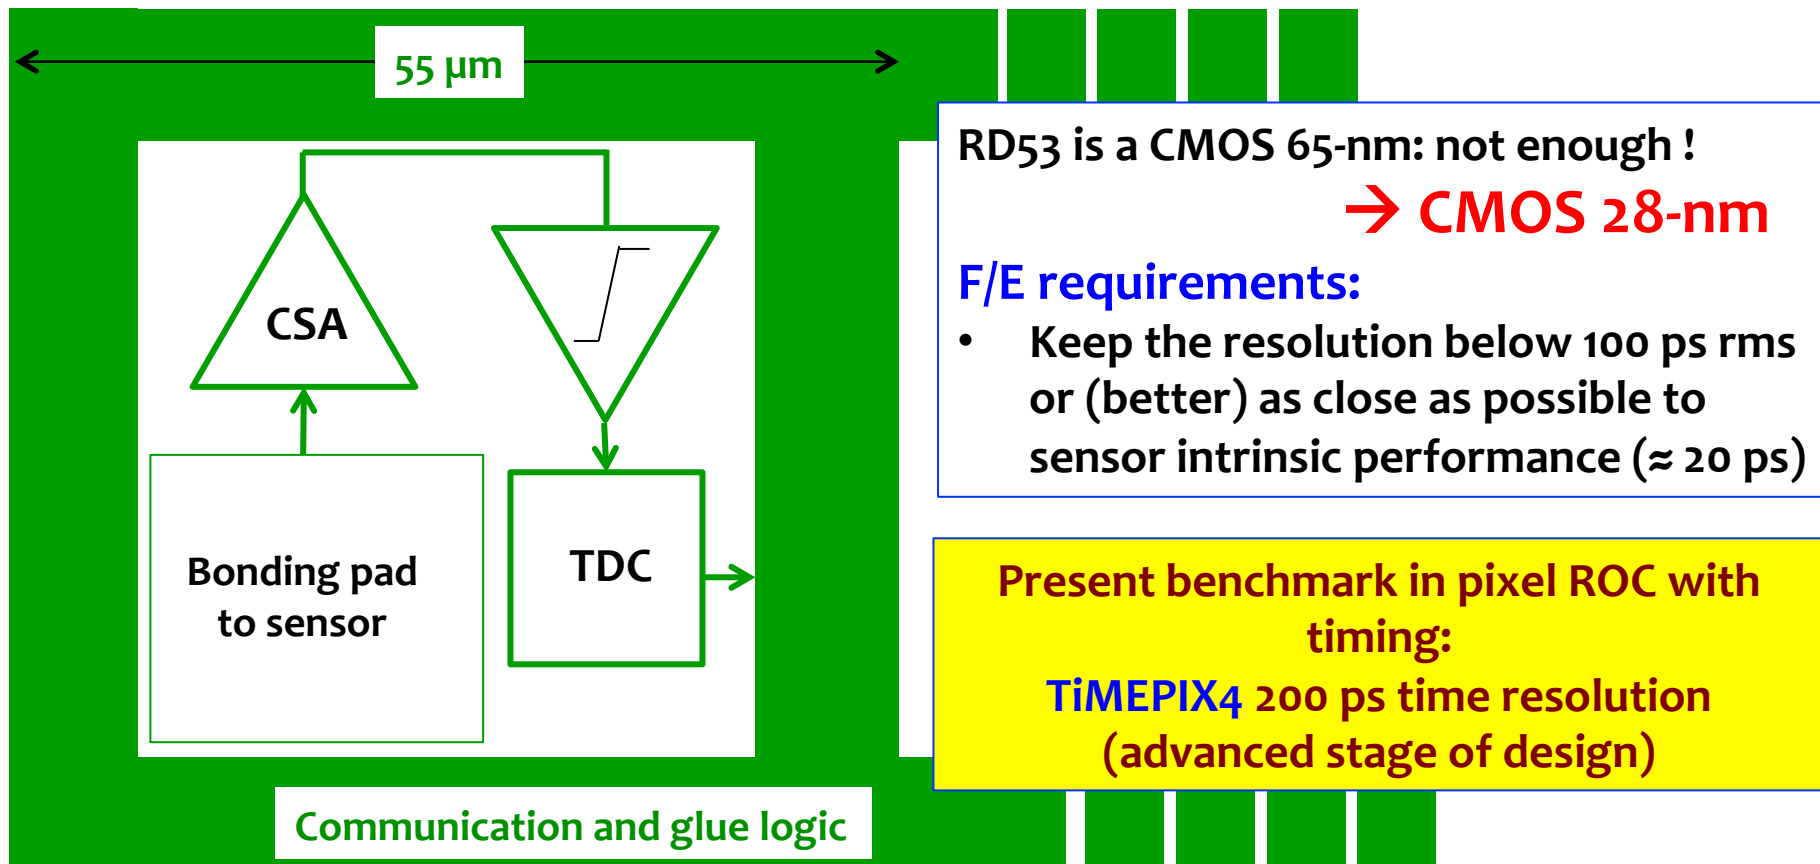 55 µm
CSA
Bonding pad
to sensor
TDC
Communication and glue logic
RD53 is a CMOS 65-nm: not enough !
→ CMOS 28-nm
F/E requirements:
• Keep the resolution below 100 ps rms
or (better) as close as possible to
sensor intrinsic performance (≈ 20 ps)
Present benchmark in pixel ROC with
timing:
TiMEPIX4 200 ps time resolution
(advanced stage of design)